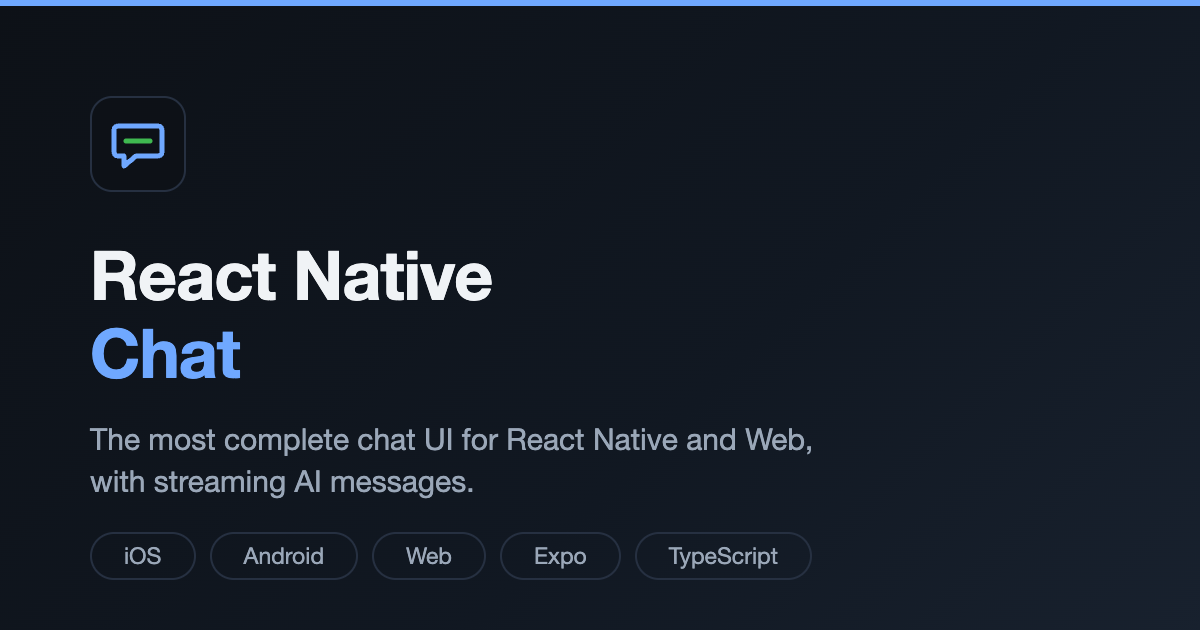 React Native
Chat
The most complete chat UI for React Native and Web,
with streaming AI messages.
iOS
Android
Web
Expo
TypeScript